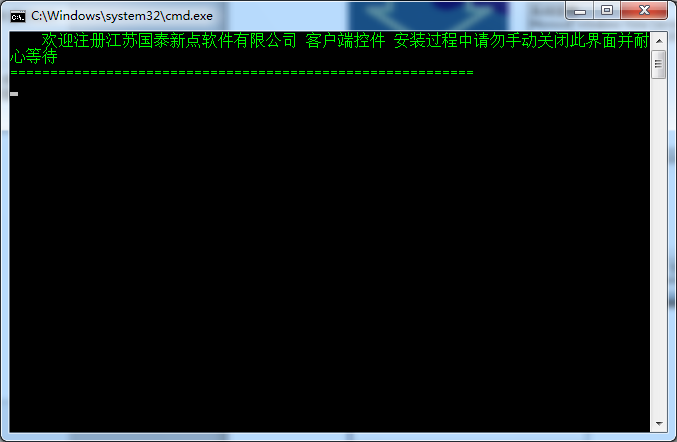 C:\Windows\system32\cmd.exe
欢迎注册江苏国泰新点软件有限公司 客户端控件 安装过程中请勿手动关闭此界面并耐
心等待
==========================================================